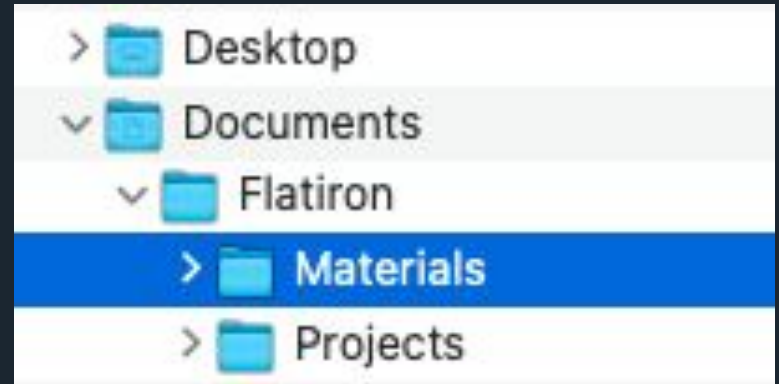 Desktop
Documents
Flatiron
Materials
Projects